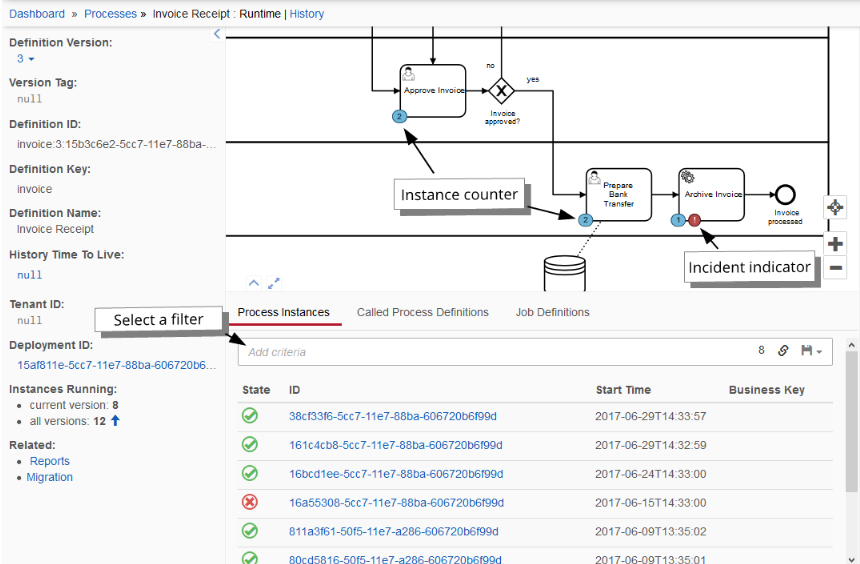 Dashboard » Processes » Invoice Receipt : Runtime | History
Definition Version:
3
Version Tag:
null
Definition ID:
invoice:3:15b3c6e2-5cc7-11e7-88ba-...
Definition Key:
invoice
Definition Name:
Invoice Receipt
History Time To Live:
null
Tenant ID:
null
Deployment ID:
15af811e-5cc7-11e7-88ba-606720b6...
Instances Running:
current version: 8
all versions: 12
Related:
Reports
Migration
no
yes
Approve Invoice
X
Invoice
approved?
2
Instance counter
Prepare
Bank
Transfer
2
Archive Invoice
1 !
Invoice
processed
Incident indicator
Select a filter
Process Instances Called Process Definitions Job Definitions
Add criteria 8
State ID Start Time Business Key
38cf33f6-5cc7-11e7-88ba-606720b6f99d 2017-06-29T14:33:57
161c4cb8-5cc7-11e7-88ba-606720b6f99d 2017-06-29T14:32:59
16bcd1ee-5cc7-11e7-88ba-606720b6f99d 2017-06-24T14:33:00
16a55308-5cc7-11e7-88ba-606720b6f99d 2017-06-15T14:33:00
811a3f61-50f5-11e7-a286-606720b6f99d 2017-06-09T13:35:02
80cd5816-50f5-11e7-a286-606720b6f99d 2017-06-09T13:35:01